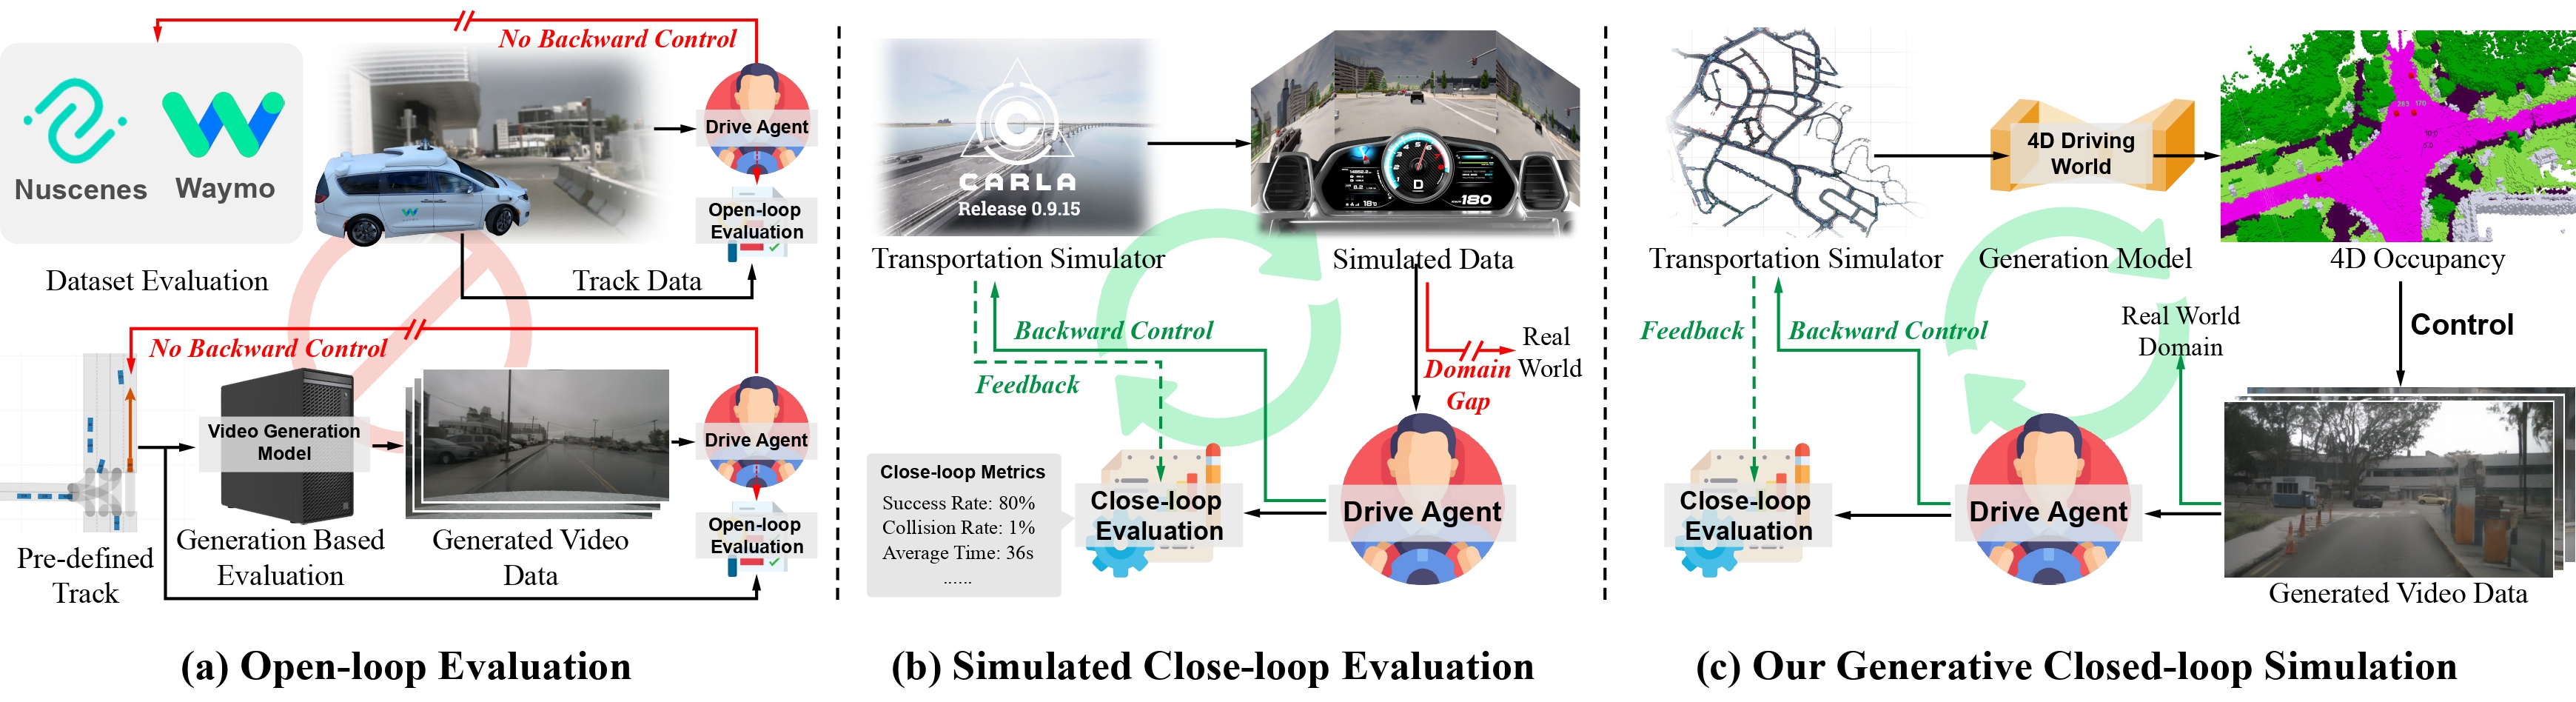 No Backward Control
Nuscenes
Waymo
Drive Agent
Open-loop
Evaluation
Dataset Evaluation
Track Data
No Backward Control
Video Generation
Model
Drive Agent
Open-loop
Evaluation
Pre-defined
Track
Generation Based
Evaluation
Generated Video
Data
(a) Open-loop Evaluation
CARLA
Release 0.9.15
D
180
18°C
Transportation Simulator
Simulated Data
Backward Control
Feedback
Real
World
Domain
Gap
Close-loop Metrics
Success Rate: 80%
Collision Rate: 1%
Average Time: 36s
......
Close-loop
Evaluation
Drive Agent
(b) Simulated Close-loop Evaluation
4D Driving
World
Transportation Simulator
Generation Model
4D Occupancy
Feedback
Backward Control
Real World
Domain
Control
Close-loop
Evaluation
Drive Agent
Generated Video Data
(c) Our Generative Closed-loop Simulation